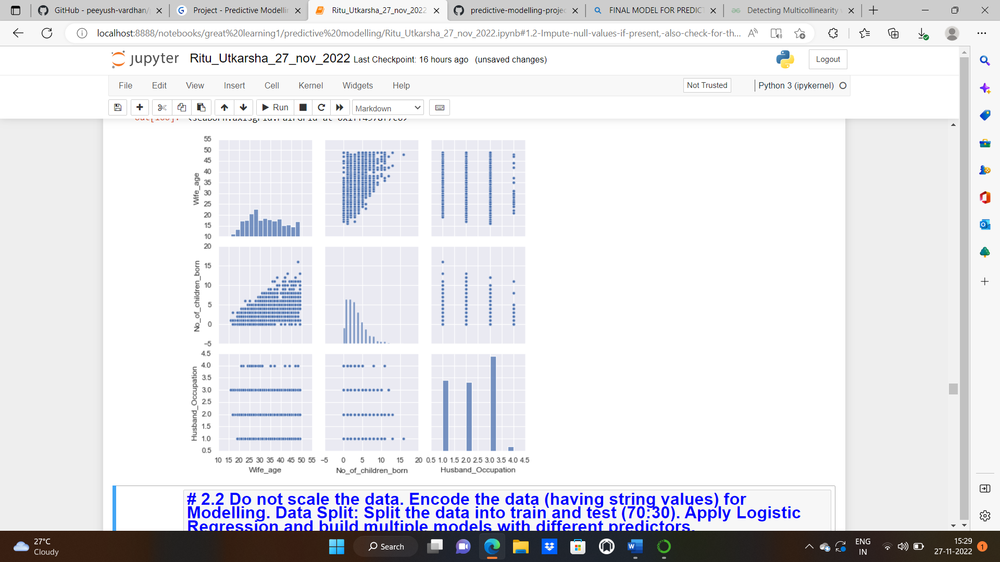 GitHub - peeyush-vardhan/
Project - Predictive Modellin
Ritu_Utkarsha_27_nov_2022
predictive-modelling-projec
FINAL MODEL FOR PREDICT
Detecting Multicollinearity
localhost:8888/notebooks/great%20learning1/predictive%20modelling/Ritu_Utkarsha_27_nov_2022.ipynb#1.2-Impute-null-values-if-present,-also-check-for-th...
jupyter Ritu_Utkarsha_27_nov_2022 Last Checkpoint: 16 hours ago (unsaved changes)
Logout
File Edit View Insert Cell Kernel Widgets Help
Not Trusted
Python 3 (ipykernel)
Run
Markdown
55
50
45
40
35
30
25
20
15
10
Wife_age
20
15
10
5
0
-5
No_of_children_born
4.5
4.0
3.5
3.0
2.5
2.0
1.5
1.0
0.5
Husband_Occupation
10 15 20 25 30 35 40 45 50 55 -5 0 5 10 15 20 0.5 1.0 1.5 2.0 2.5 3.0 3.5 4.0 4.5
Wife_age No_of_children_born Husband_Occupation
# 2.2 Do not scale the data. Encode the data (having string values) for
Modelling. Data Split: Split the data into train and test (70:30). Apply Logistic
Regression and build multiple models with different predictors.
27°C
Cloudy
Search
ENG
IN
15:29
27-11-2022
1